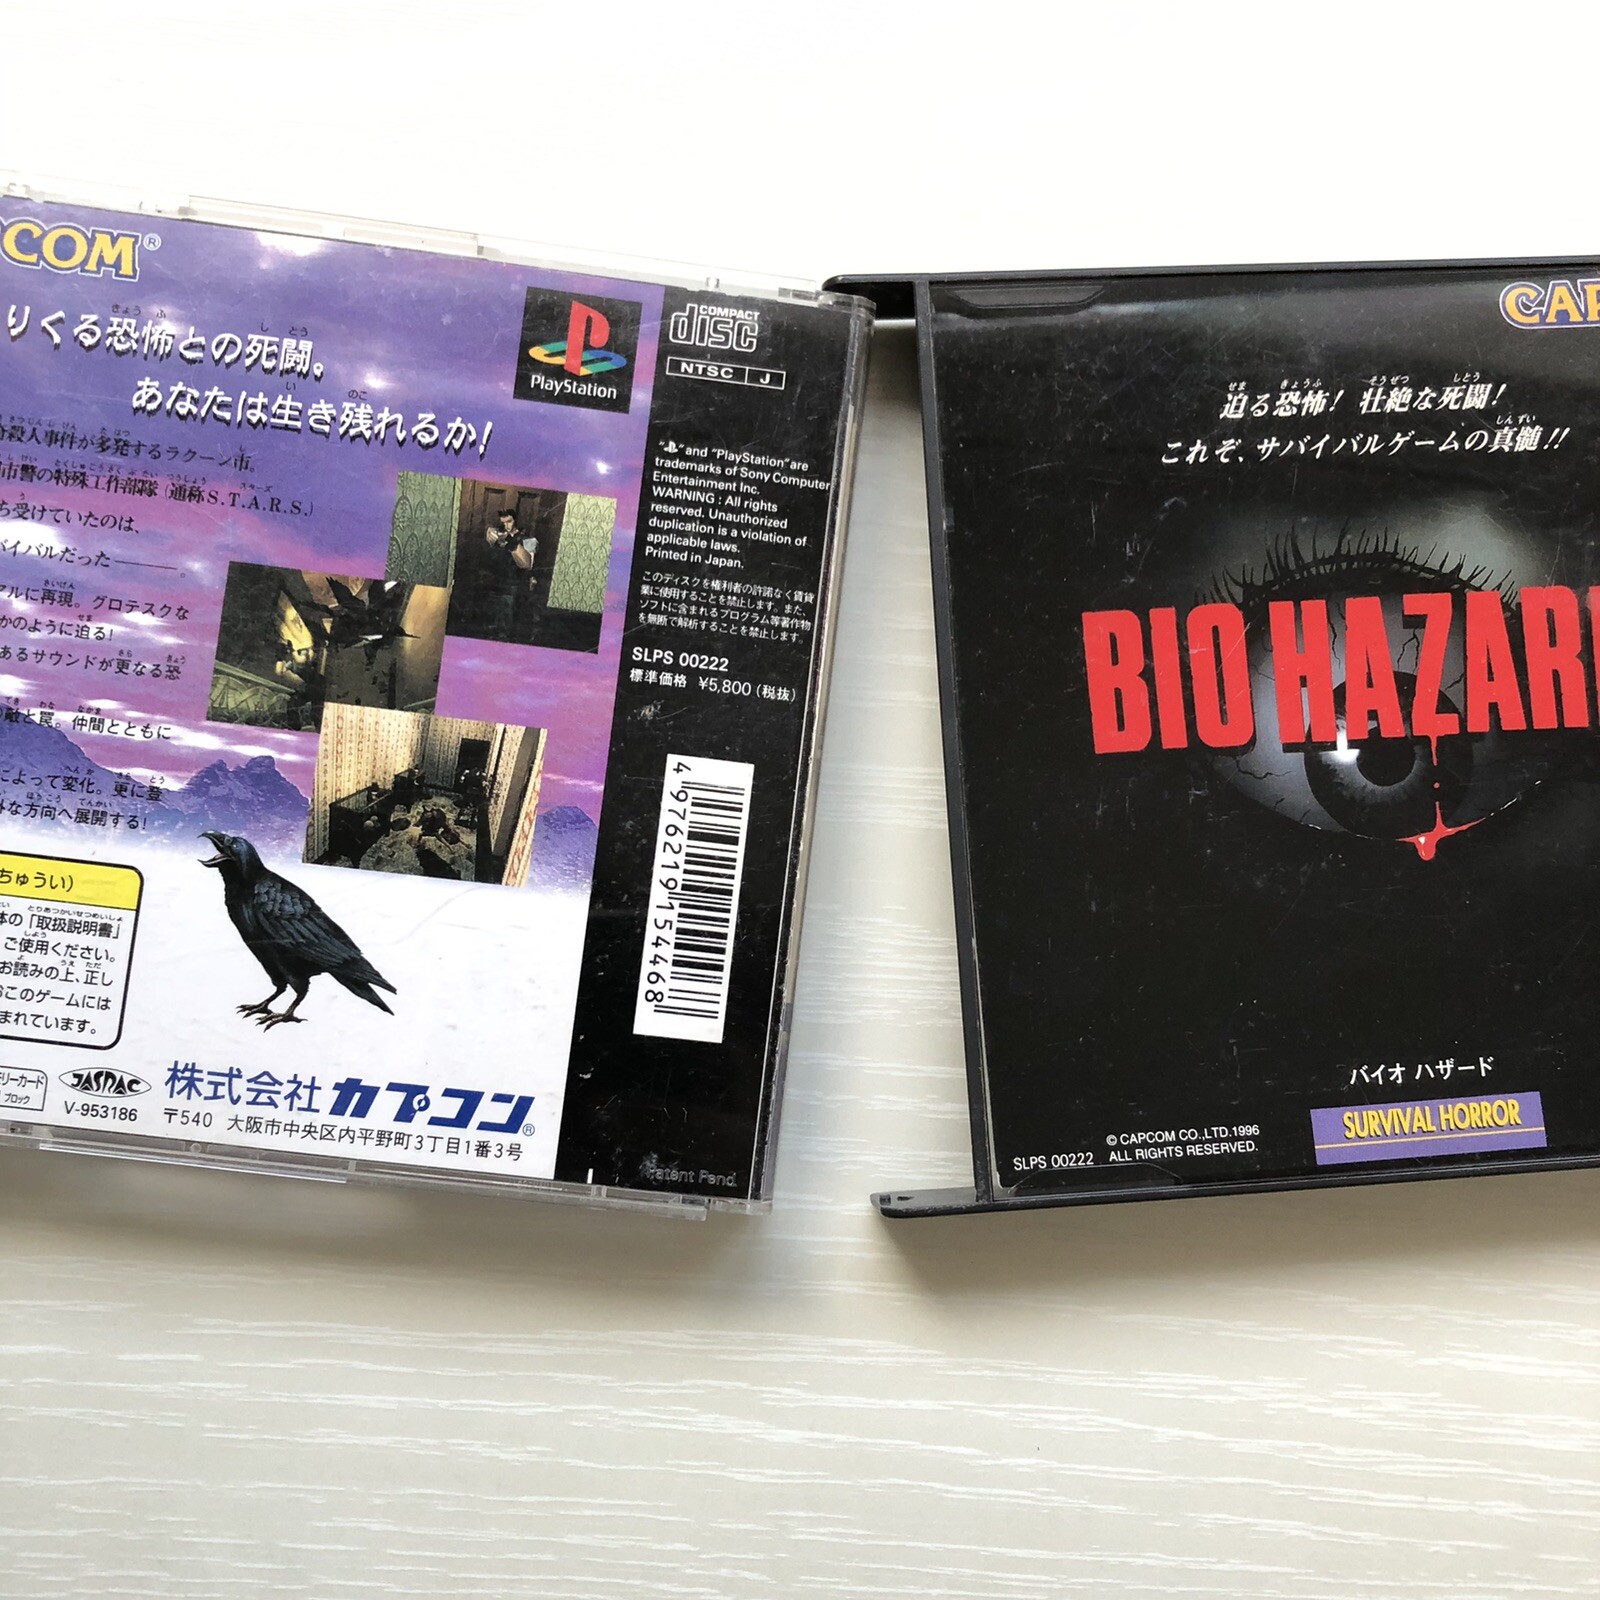 COM®
りくる恐怖との死闘。
あなたは生き残れるか!
殺人事件が多発するラクーン市。
市警の特殊工作部隊(通称S.T.A.R.S.)
ち受けていたのは、
バイバルだった――。
アルに再現。グロテスクな
かのように迫る!
あるサウンドが更なる恐
敵と罠。仲間とともに
によって変化。更に登
な方向へ展開する!
ちゅうい)
体の「取扱説明書」
ご使用ください。
お読みの上、正し
おこのゲームには
まれています。
リーカード
ブロック
JASRAC
V-953186
株式会社カプコン®
〒540 大阪市中央区内平野町3丁目1番3号
PlayStation
COMPACT
disc
NTSC J
"PS" and "PlayStation" are
trademarks of Sony Computer
Entertainment Inc.
WARNING : All rights
reserved. Unauthorized
duplication is a violation of
applicable laws.
Printed in Japan.
このディスクを権利者の許諾なく賃貸
業に使用することを禁止します。また、
ソフトに含まれるプログラム等著作物
を無断で解析することを禁止します。
SLPS 00222
標準価格 ¥5,800(税抜)
4976219154468
Patent Pend.
CAP
迫る恐怖! 壮絶な死闘!
これぞ、サバイバルゲームの真髄!!
BIO HAZARD
バイオ ハザード
SURVIVAL HORROR
© CAPCOM CO.,LTD.1996
SLPS 00222 ALL RIGHTS RESERVED.